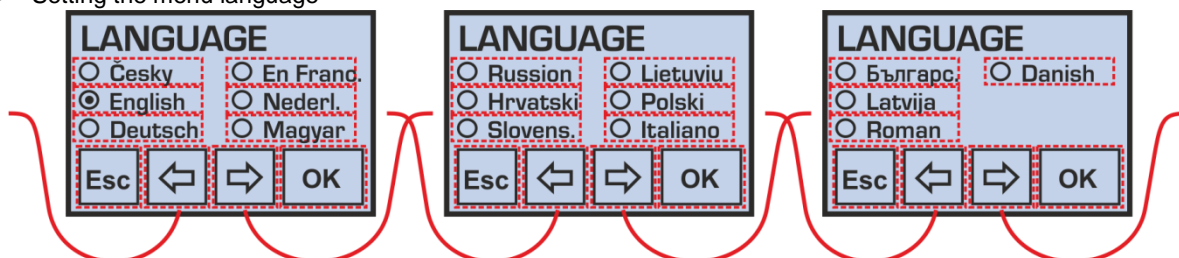 Setting the menu language
LANGUAGE
Česky
En Franc.
English
Nederl.
Deutsch
Magyar
Esc
OK
LANGUAGE
Russion
Lietuviu
Hrvatski
Polski
Slovens.
Italiano
Esc
OK
LANGUAGE
Българс.
Danish
Latvija
Roman
Esc
OK